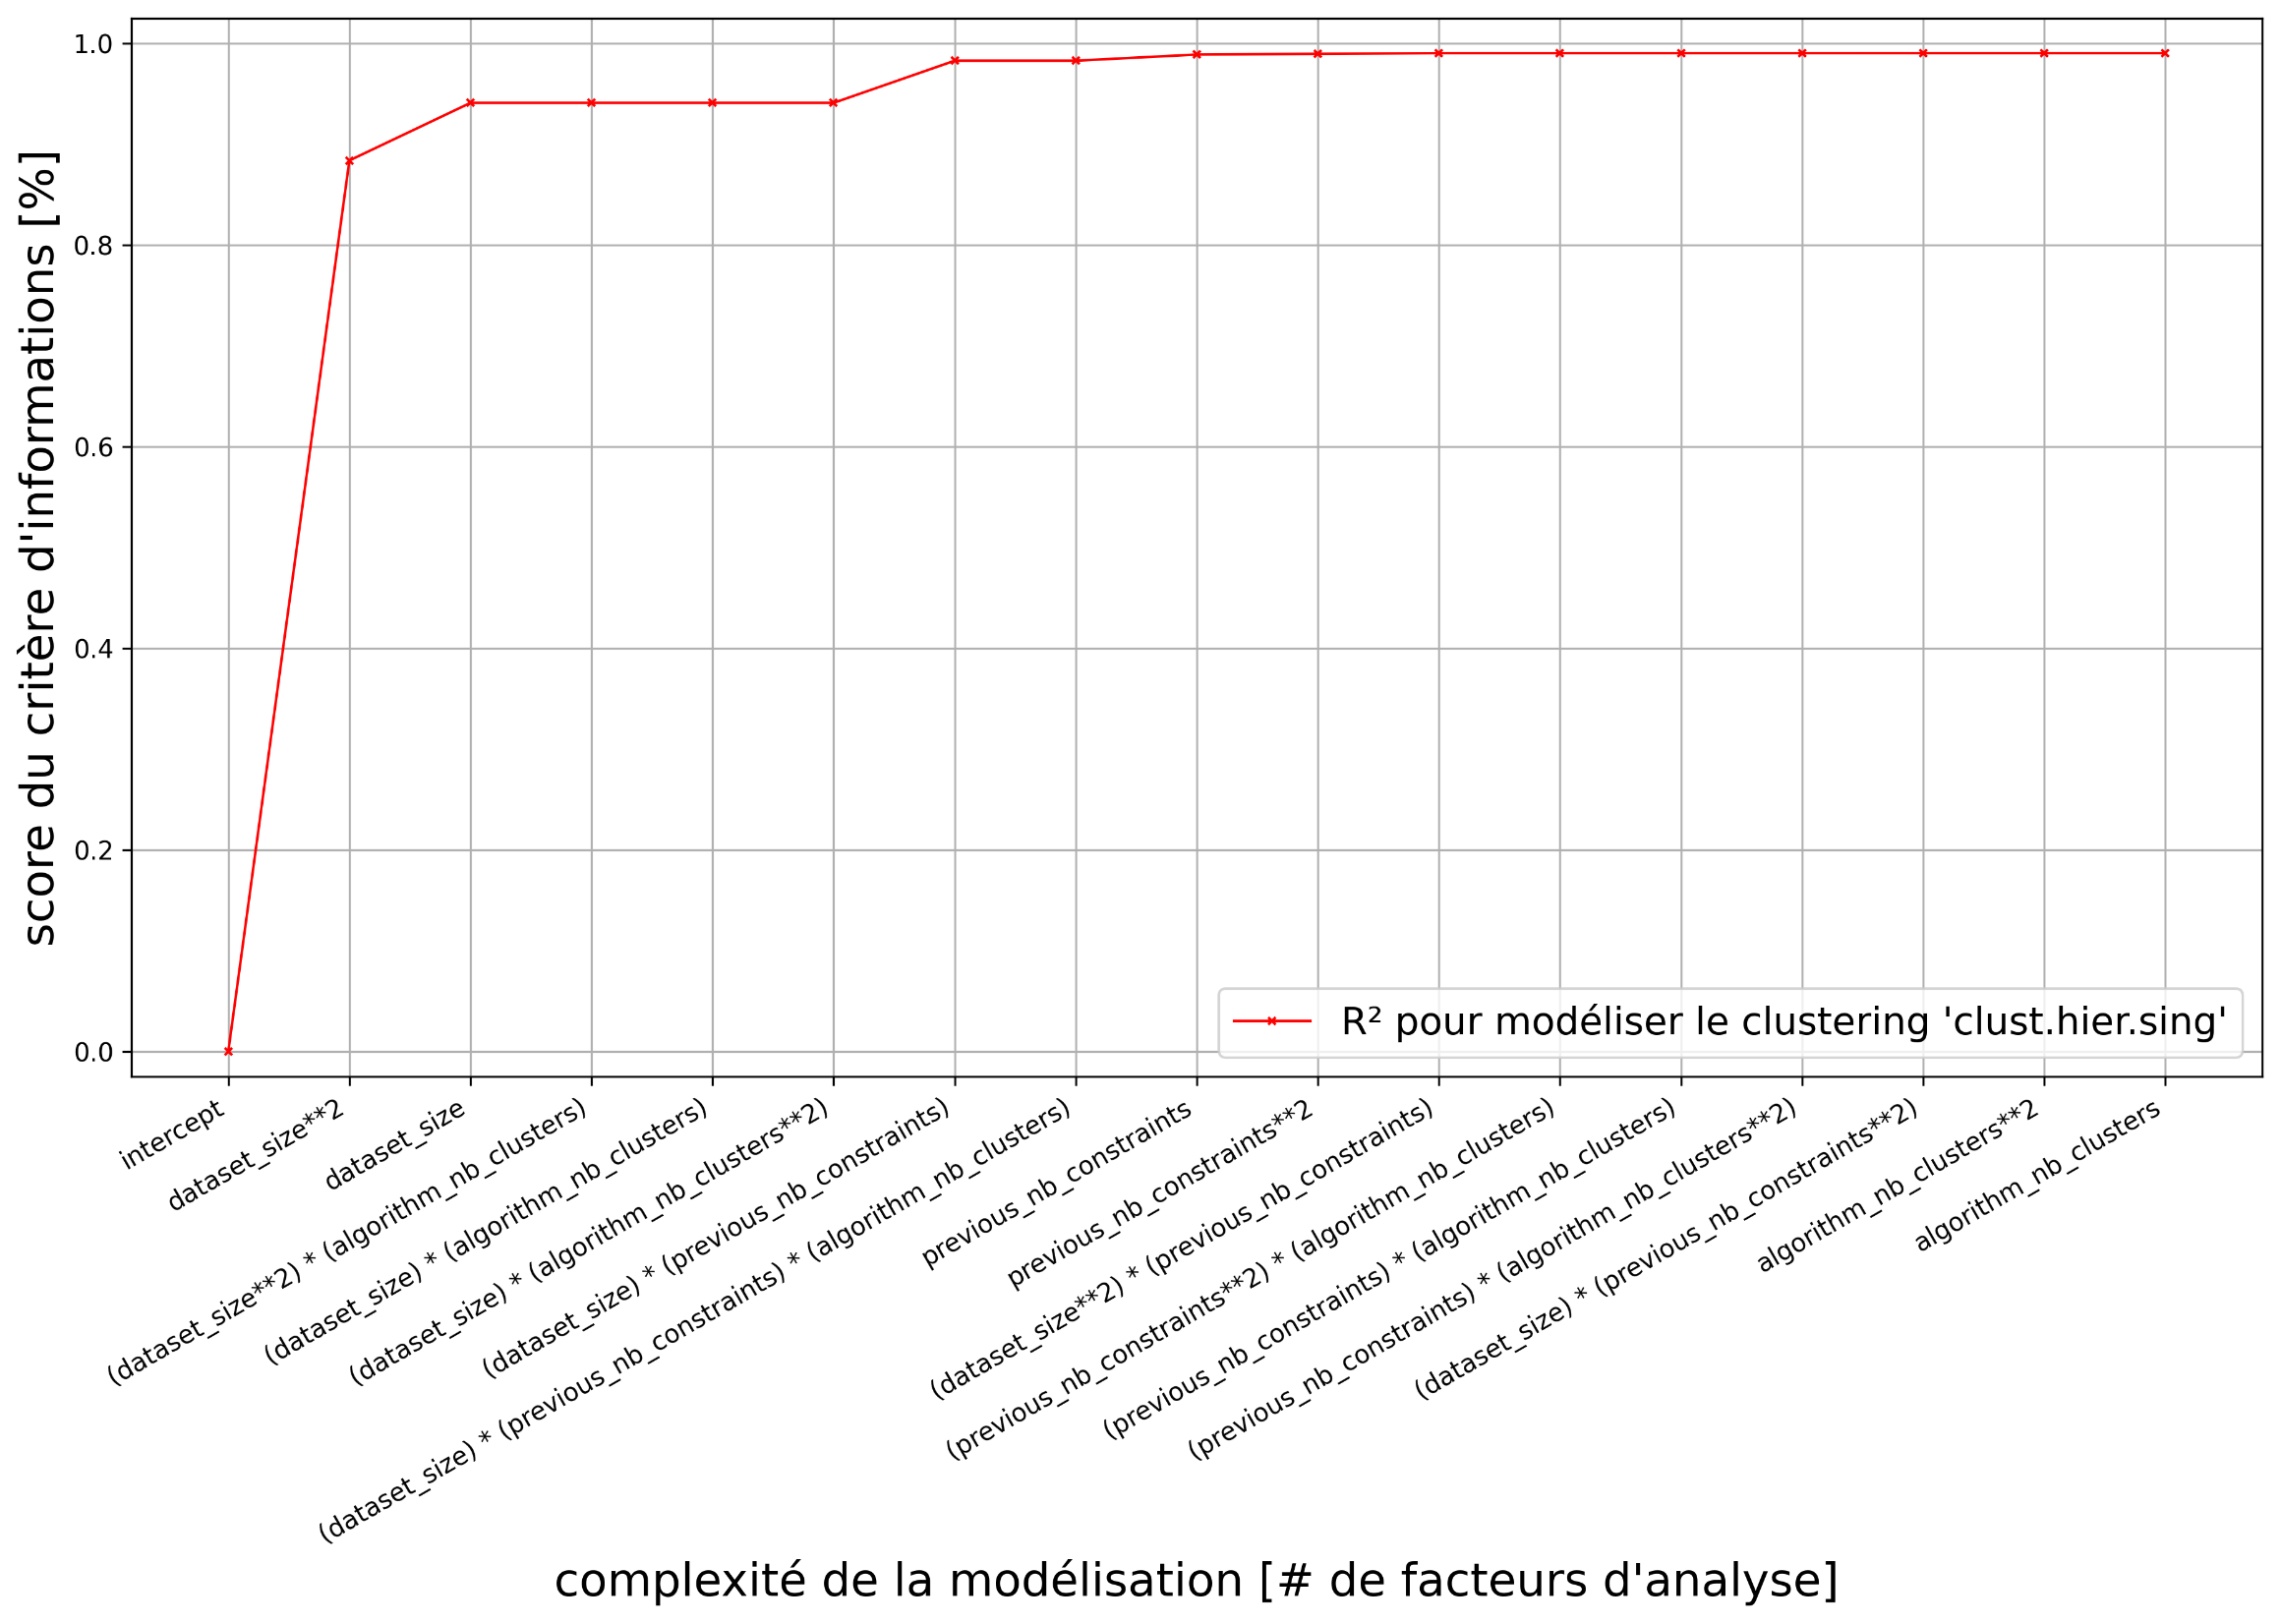 score du critère d'informations [%]
1.0
0.8
0.6
0.4
0.2
0.0
R² pour modéliser le clustering 'clust.hier.sing'
intercept
dataset_size**2
dataset_size
(dataset_size**2) * (algorithm_nb_clusters)
(dataset_size) * (algorithm_nb_clusters)
(dataset_size) * (algorithm_nb_clusters**2)
(dataset_size) * (previous_nb_constraints)
(dataset_size) * (previous_nb_constraints) * (algorithm_nb_clusters)
previous_nb_constraints
previous_nb_constraints**2
(dataset_size**2) * (previous_nb_constraints)
(previous_nb_constraints**2) * (algorithm_nb_clusters)
(previous_nb_constraints) * (algorithm_nb_clusters)
(previous_nb_constraints) * (algorithm_nb_clusters**2)
(dataset_size) * (previous_nb_constraints**2)
algorithm_nb_clusters**2
algorithm_nb_clusters
complexité de la modélisation [# de facteurs d'analyse]